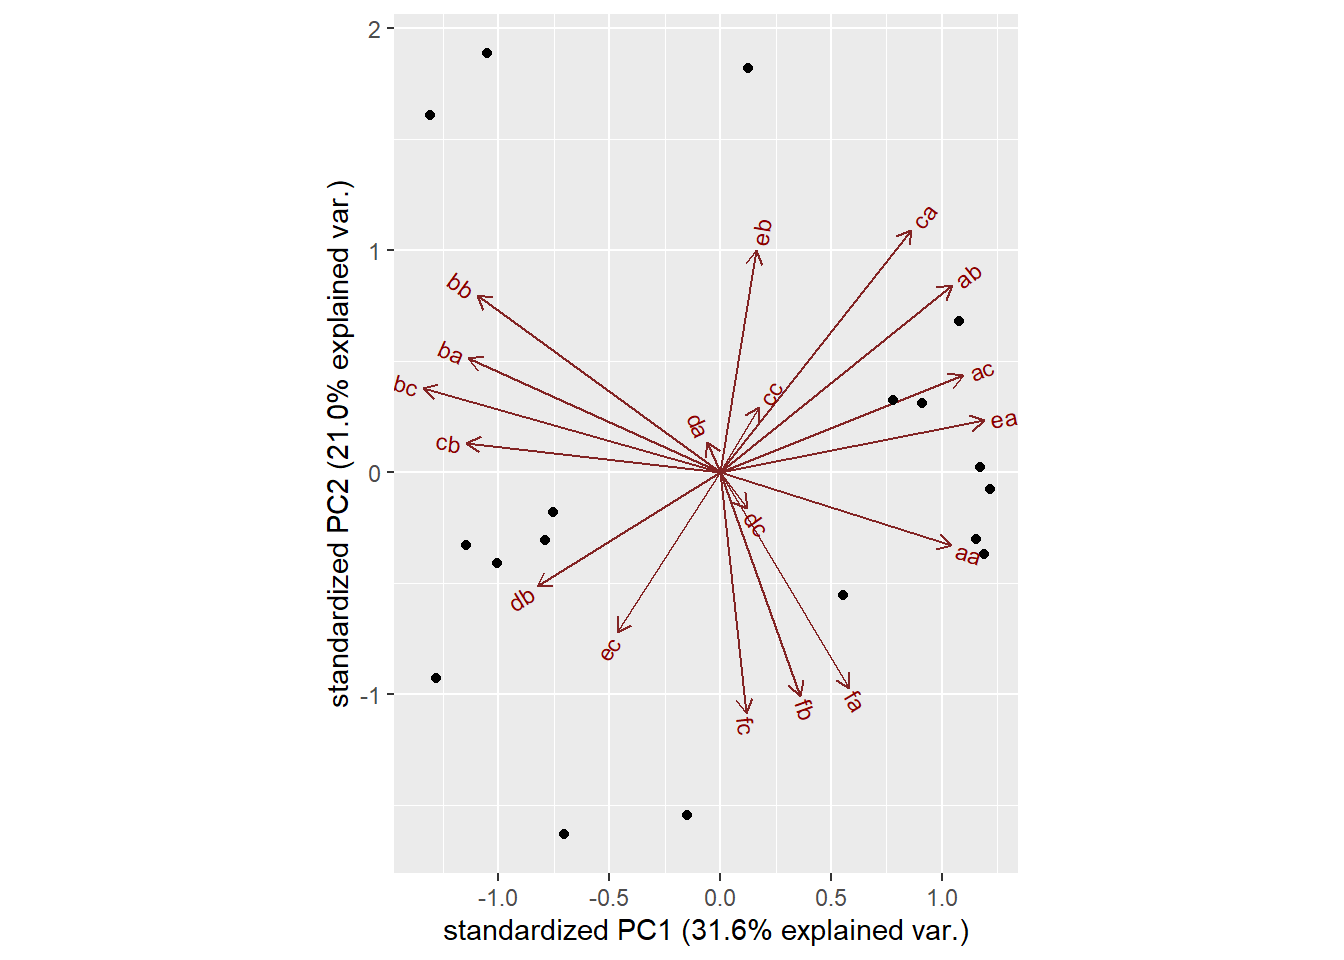 2
1
0
-1
standardized PC2 (21.0% explained var.)
eb
ca
ab
bb
ba
bc
cb
ac
cc
da
ea
dc
aa
db
ec
fc
fb
fa
-1.0 -0.5 0.0 0.5 1.0
standardized PC1 (31.6% explained var.)